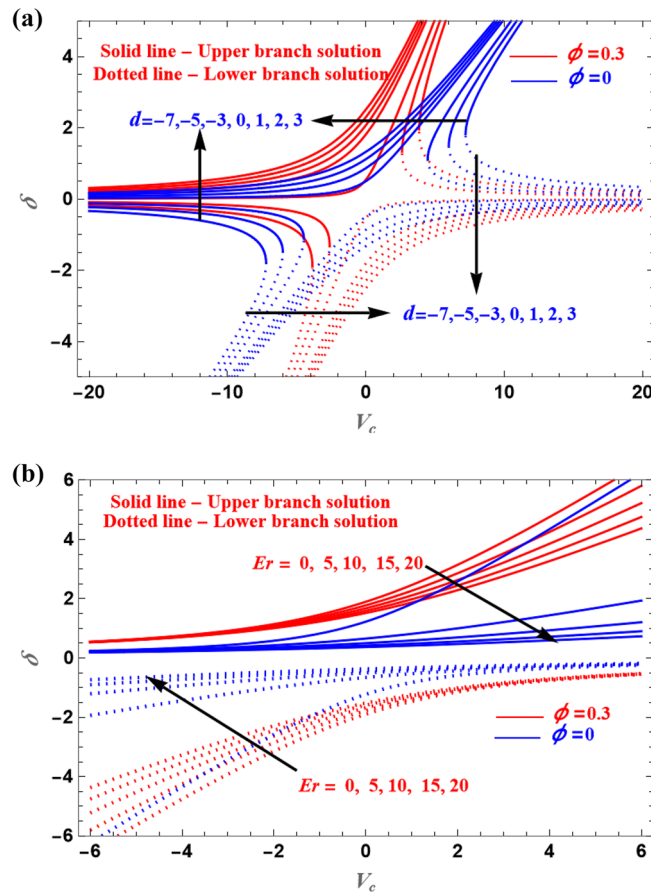 (a)
Solid line – Upper branch solution
Dotted line – Lower branch solution
ϕ=0.3
ϕ=0
d=−7,−5,−3, 0, 1, 2, 3
d=−7,−5,−3, 0, 1, 2, 3
4
2
0
−2
−4
δ
−20
−10
0
10
20
V_c
(b)
Solid line – Upper branch solution
Dotted line – Lower branch solution
Er = 0, 5, 10, 15, 20
ϕ=0.3
ϕ=0
Er = 0, 5, 10, 15, 20
6
4
2
0
−2
−4
−6
δ
−6
−4
−2
0
2
4
6
V_c